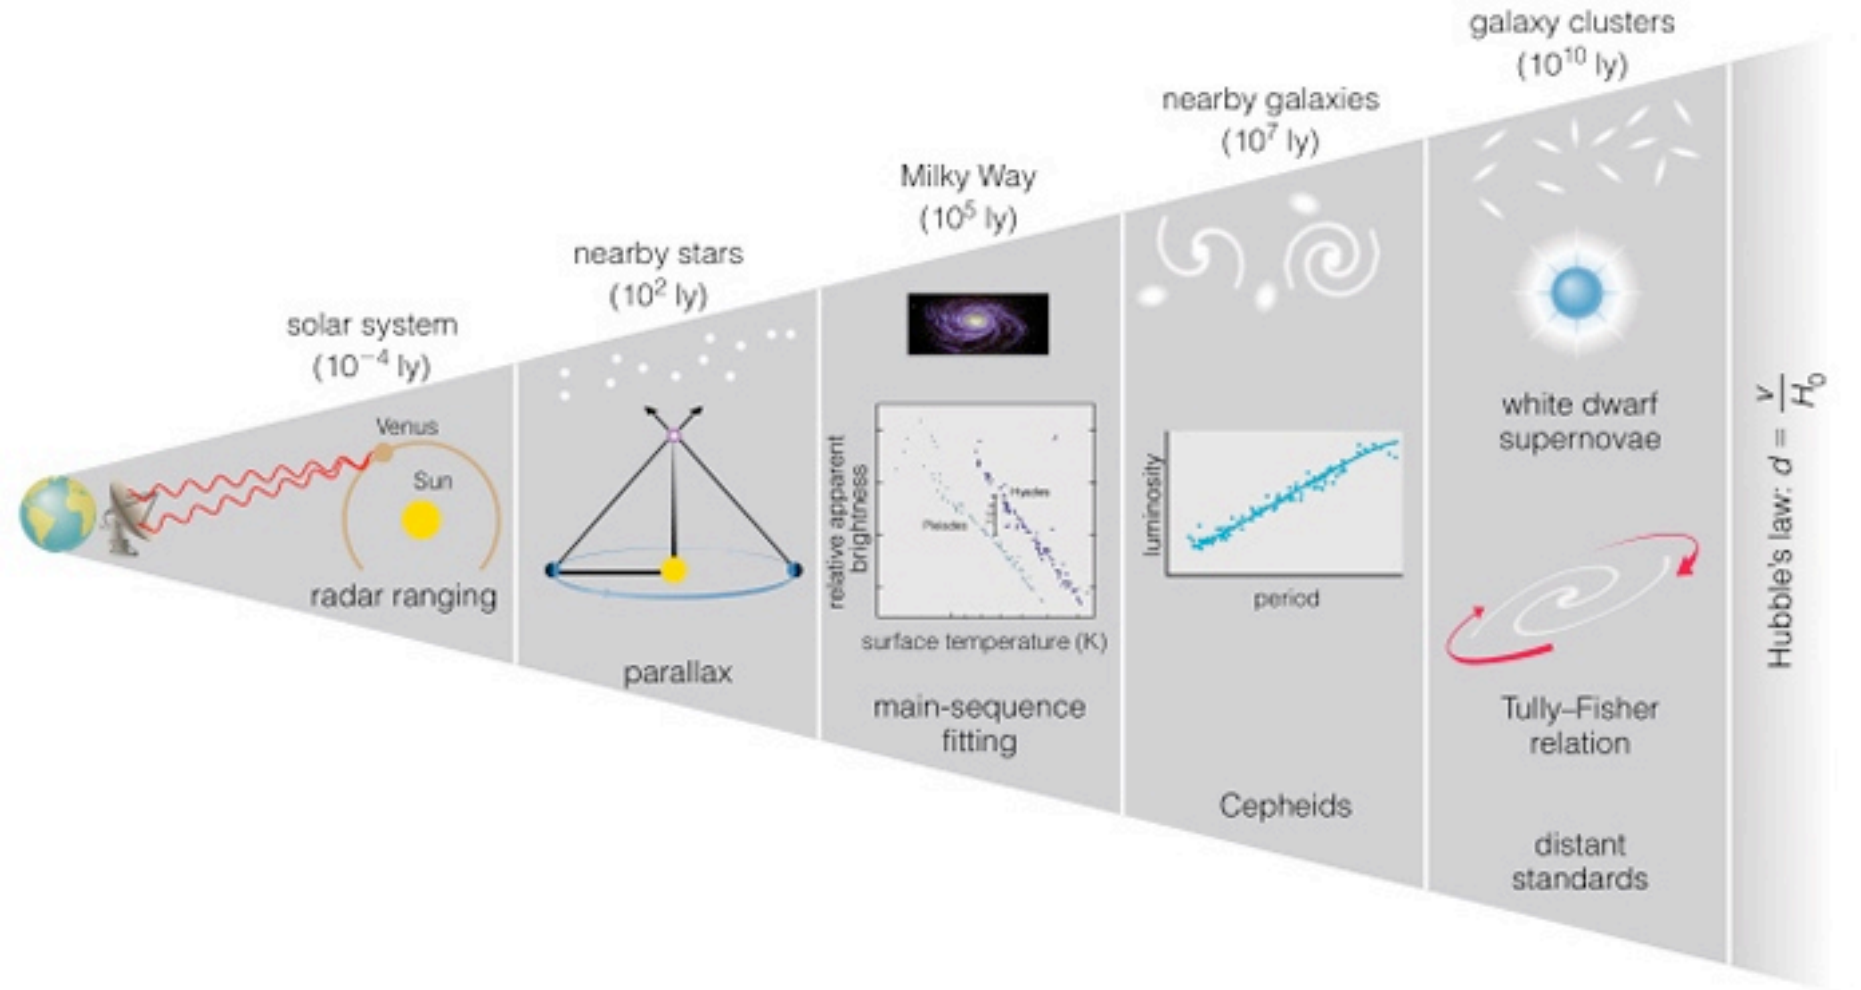 solar system
(10⁻⁴ ly)
Venus
Sun
radar ranging
nearby stars
(10² ly)
parallax
Milky Way
(10⁵ ly)
relative apparent
brightness
Hyades
Pleiades
surface temperature (K)
main-sequence
fitting
nearby galaxies
(10⁷ ly)
luminosity
period
Cepheids
galaxy clusters
(10¹⁰ ly)
white dwarf
supernovae
Tully–Fisher
relation
distant
standards
Hubble's law: d = v/H₀